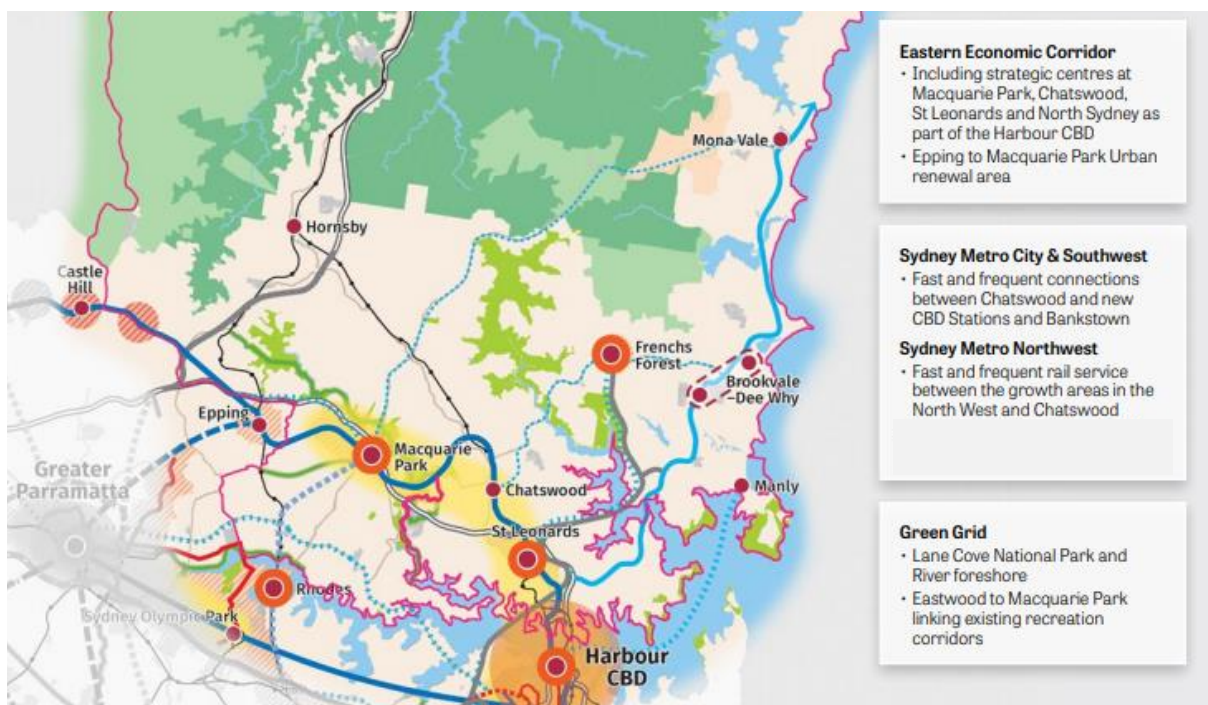 Mona Vale
Hornsby
Castle
Hill
Frenchs
Forest
Brookvale
–Dee Why
Epping
Macquarie
Park
Greater
Parramatta
Chatswood
Manly
St Leonards
Rhodes
Sydney Olympic Park
Harbour
CBD
Eastern Economic Corridor
• Including strategic centres at
Macquarie Park, Chatswood,
St Leonards and North Sydney as
part of the Harbour CBD
• Epping to Macquarie Park Urban
renewal area
Sydney Metro City & Southwest
• Fast and frequent connections
between Chatswood and new
CBD Stations and Bankstown
Sydney Metro Northwest
• Fast and frequent rail service
between the growth areas in the
North West and Chatswood
Green Grid
• Lane Cove National Park and
River foreshore
• Eastwood to Macquarie Park
linking existing recreation
corridors